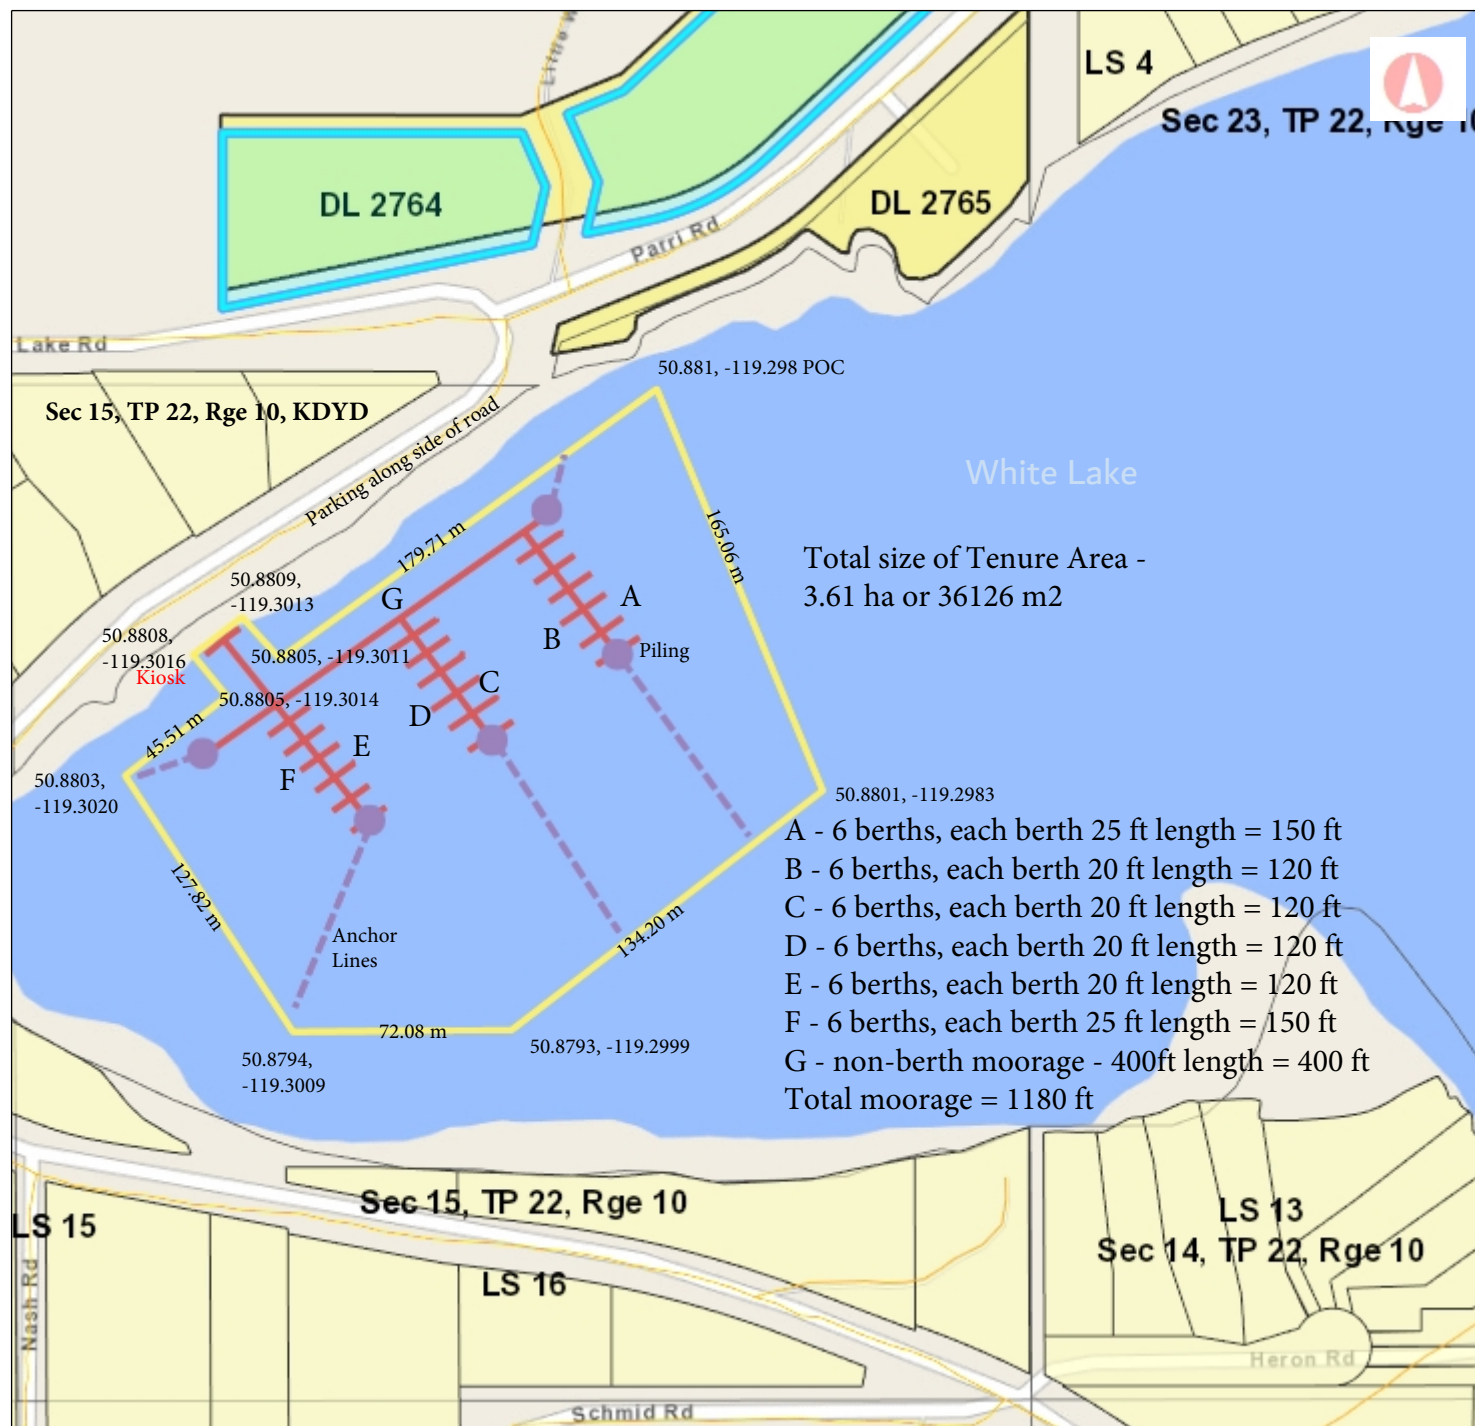 Little W
LS 4
Sec 23, TP 22, Rge 10
DL 2764
DL 2765
Parri Rd
Lake Rd
50.881, -119.298 POC
Sec 15, TP 22, Rge 10, KDYD
Parking along side of road
White Lake
179.71 m
165.06 m
Total size of Tenure Area -
3.61 ha or 36126 m2
50.8809,
-119.3013
G
A
B
Piling
50.8808,
-119.3016
Kiosk
50.8805, -119.3011
50.8805, -119.3014
C
D
45.51 m
E
F
50.8803,
-119.3020
50.8801, -119.2983
A - 6 berths, each berth 25 ft length = 150 ft
B - 6 berths, each berth 20 ft length = 120 ft
C - 6 berths, each berth 20 ft length = 120 ft
D - 6 berths, each berth 20 ft length = 120 ft
E - 6 berths, each berth 20 ft length = 120 ft
F - 6 berths, each berth 25 ft length = 150 ft
G - non-berth moorage - 400ft length = 400 ft
Total moorage = 1180 ft
127.82 m
134.20 m
Anchor
Lines
72.08 m
50.8794,
-119.3009
50.8793, -119.2999
Sec 15, TP 22, Rge 10
LS 15
LS 16
LS 13
Sec 14, TP 22, Rge 10
Nash Rd
Heron Rd
Schmid Rd